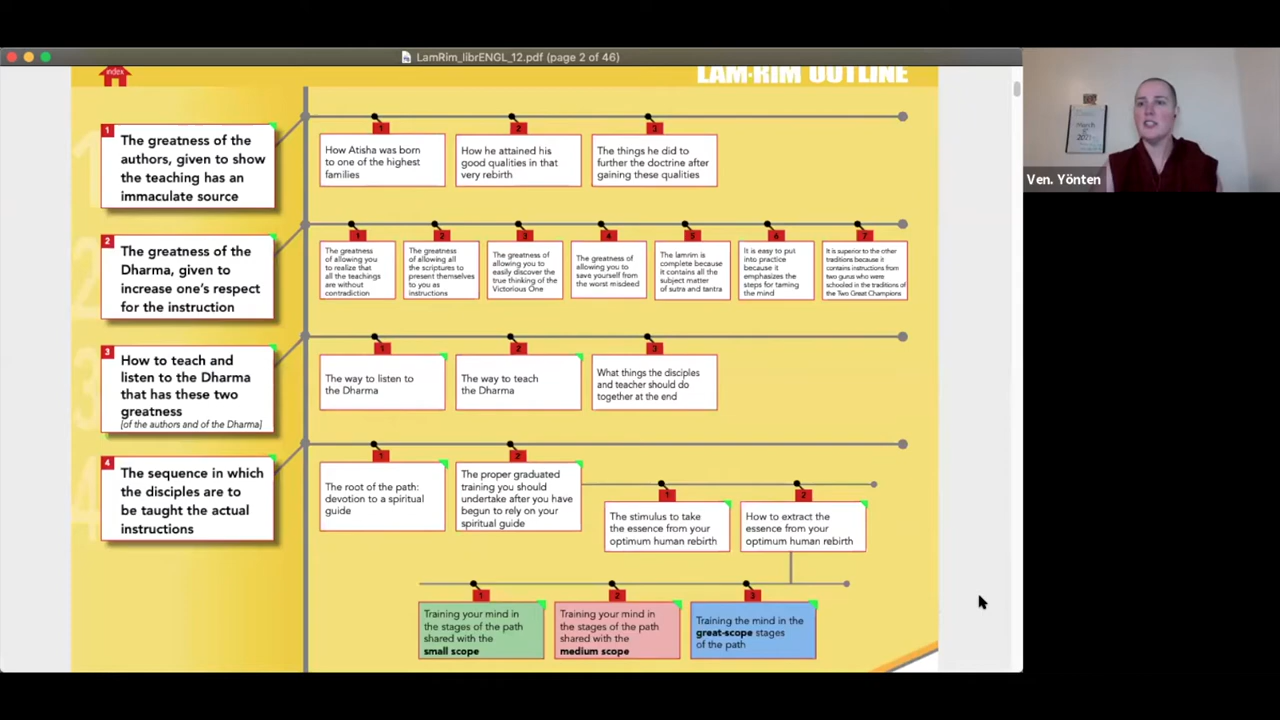 LamRim_librENGL_12.pdf (page 2 of 46)
index
LAM•RIM OUTLINE
1
The greatness of the
authors, given to show
the teaching has an
immaculate source
1
How Atisha was born
to one of the highest
families
2
How he attained his
good qualities in that
very rebirth
3
The things he did to
further the doctrine after
gaining these qualities
2
The greatness of the
Dharma, given to
increase one's respect
for the instruction
1
The greatness
of allowing you
to realize that
all the teachings
are without
contradiction
2
The greatness
of allowing all
the scriptures to
present themselves
to you as
instructions
3
The greatness of
allowing you to
easily discover the
true thinking of the
Victorious One
4
The greatness of
allowing you to
save yourself from
the worst misdeed
5
The lamrim is
complete because
it contains all the
subject matter
of sutra and tantra
6
It is easy to put
into practice
because it
emphasizes the
steps for taming
the mind
7
It is superior to the other
traditions because it
contains instructions from
two gurus who were
schooled in the traditions of
the Two Great Champions
3
How to teach and
listen to the Dharma
that has these two
greatness
[of the authors and of the Dharma]
1
The way to listen to
the Dharma
2
The way to teach
the Dharma
3
What things the disciples
and teacher should do
together at the end
4
The sequence in which
the disciples are to
be taught the actual
instructions
1
The root of the path:
devotion to a spiritual
guide
2
The proper graduated
training you should
undertake after you have
begun to rely on your
spiritual guide
1
The stimulus to take
the essence from your
optimum human rebirth
2
How to extract the
essence from your
optimum human rebirth
1
Training your mind in
the stages of the path
shared with the
small scope
2
Training your mind in
the stages of the path
shared with the
medium scope
3
Training the mind in the
great-scope stages
of the path
March
Ven. Yönten